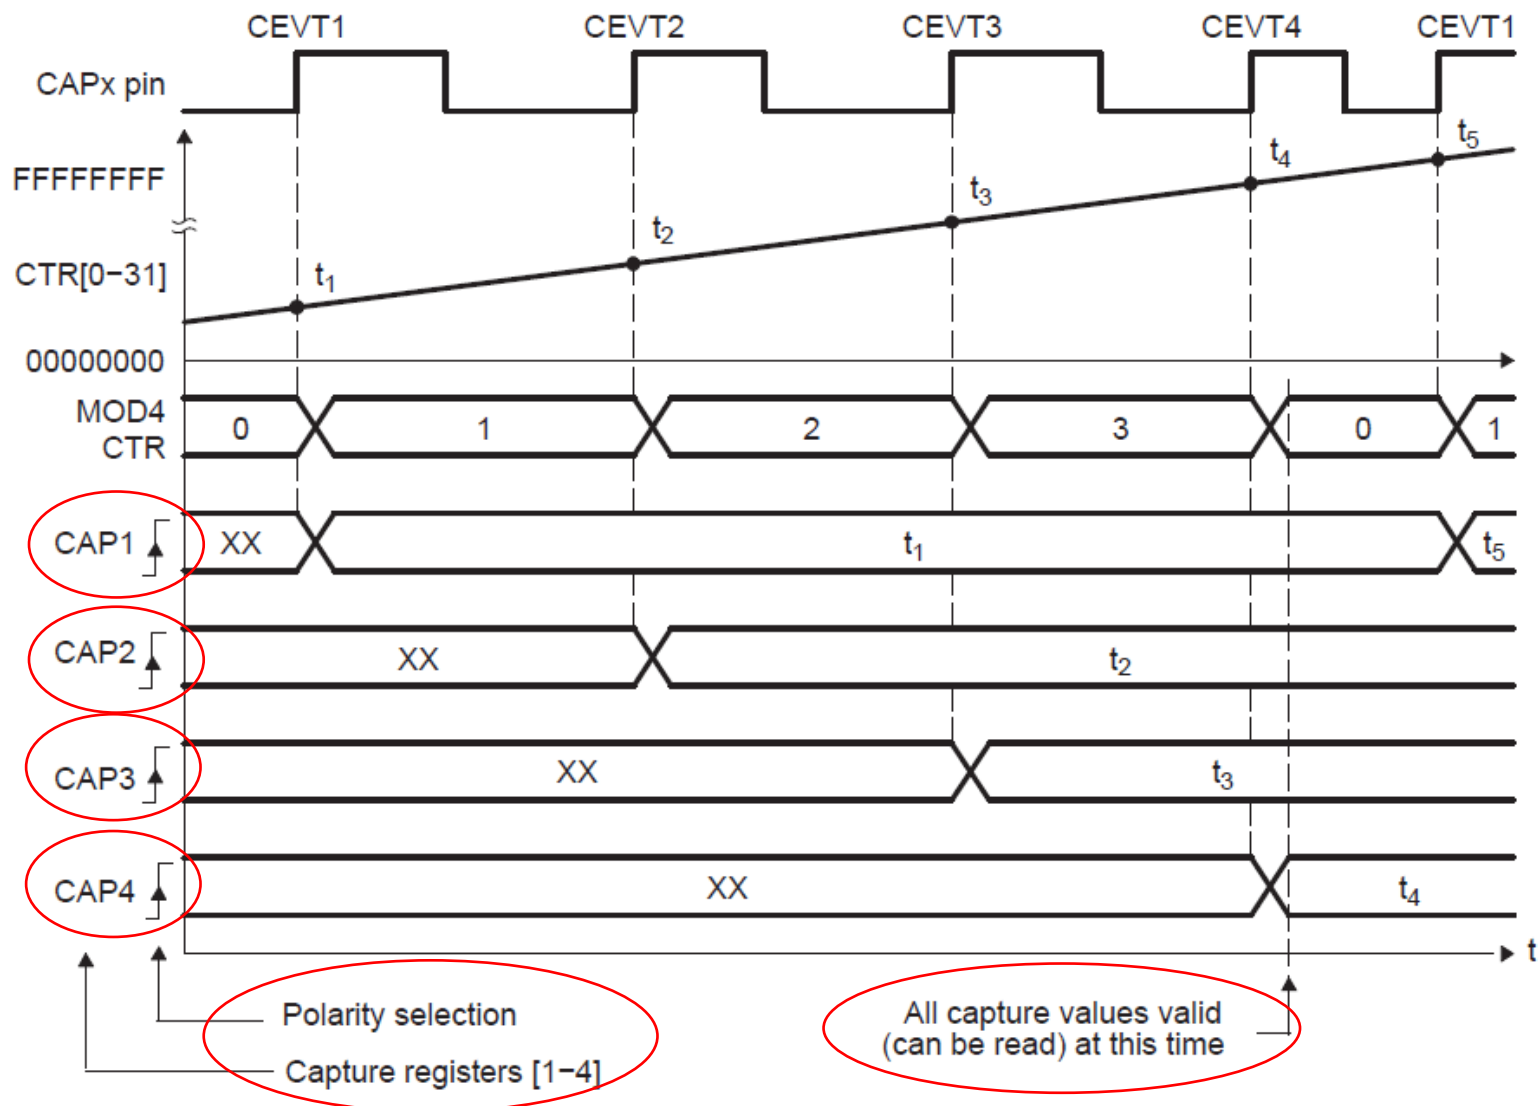 CEVT1 CEVT2 CEVT3 CEVT4 CEVT1
CAPx pin
FFFFFFFF
t5
t4
t3
t2
CTR[0−31]
t1
00000000
MOD4
CTR
0 1 2 3 0 1
CAP1 XX t1 t5
CAP2 XX t2
CAP3 XX t3
CAP4 XX t4
t
Polarity selection
Capture registers [1−4]
All capture values valid
(can be read) at this time